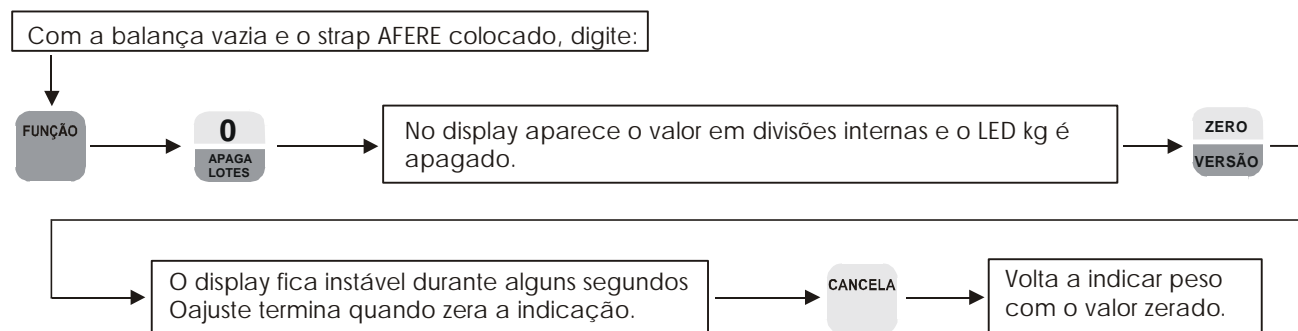 Com a balança vazia e o strap AFERE colocado, digite:
FUNÇÃO
0
APAGA
LOTES
No display aparece o valor em divisões internas e o LED kg é
apagado.
ZERO
VERSÃO
O display fica instável durante alguns segundos
Oajuste termina quando zera a indicação.
CANCELA
Volta a indicar peso
com o valor zerado.